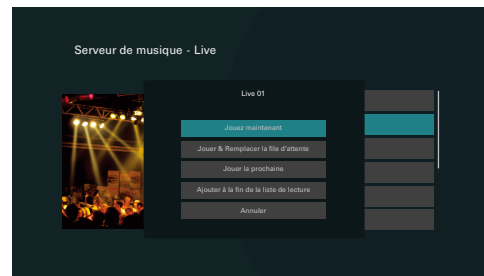 Serveur de musique - Live
Live 01
Jouez maintenant
Jouer & Remplacer la file d'attente
Jouer la prochaine
Ajouter à la fin de la liste de lecture
Annuler